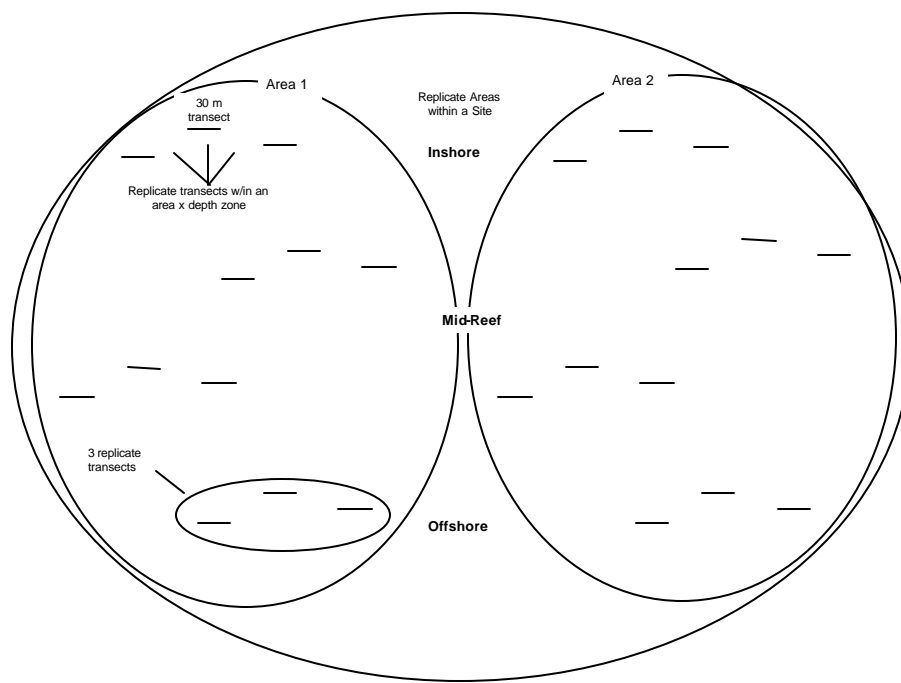 Area 1
Area 2
30 m
transect
Replicate Areas
within a Site
Inshore
Replicate transects w/in an
area x depth zone
Mid-Reef
3 replicate
transects
Offshore